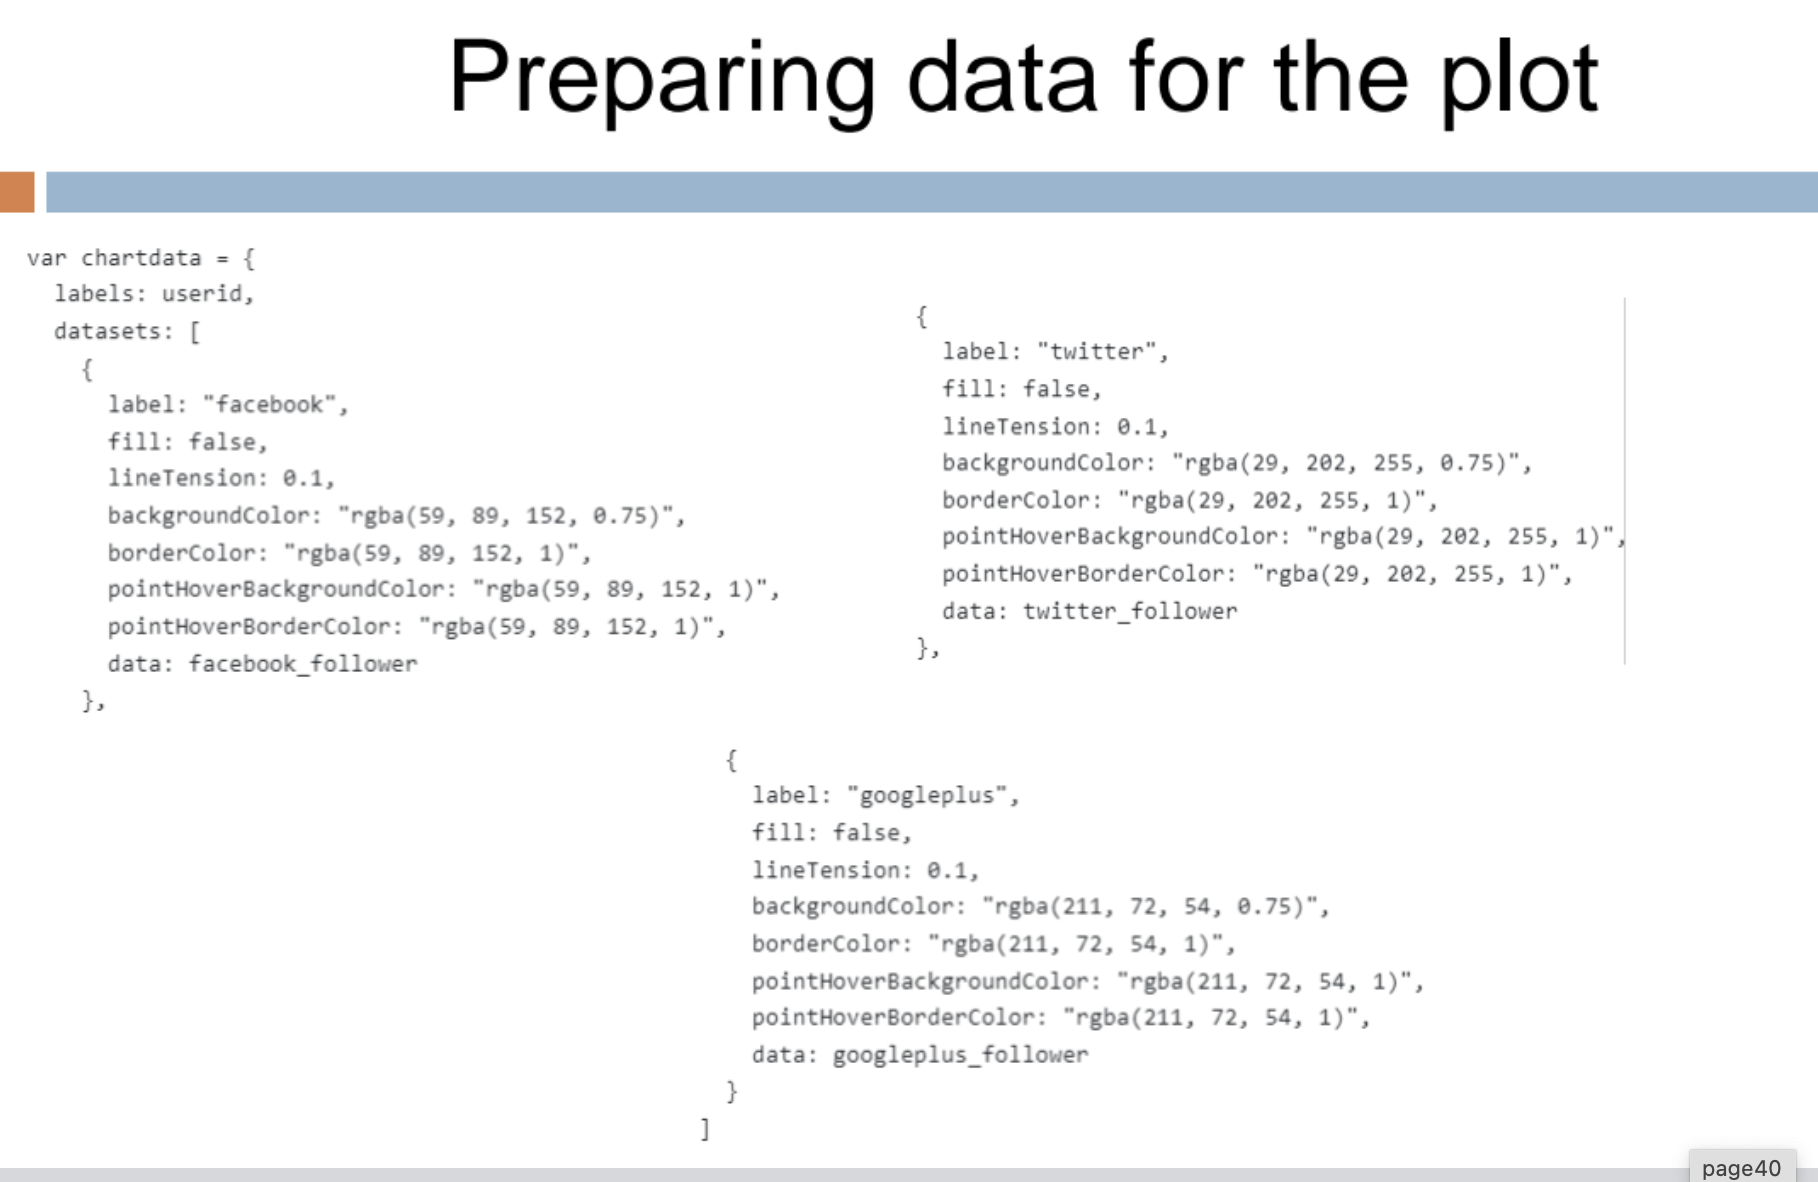 Preparing data for the plot
var chartdata = {
labels: userid,
datasets: [
{
label: "facebook",
fill: false,
lineTension: 0.1,
backgroundColor: "rgba(59, 89, 152, 0.75)",
borderColor: "rgba(59, 89, 152, 1)",
pointHoverBackgroundColor: "rgba(59, 89, 152, 1)",
pointHoverBorderColor: "rgba(59, 89, 152, 1)",
data: facebook_follower
},
{
label: "twitter",
fill: false,
lineTension: 0.1,
backgroundColor: "rgba(29, 202, 255, 0.75)",
borderColor: "rgba(29, 202, 255, 1)",
pointHoverBackgroundColor: "rgba(29, 202, 255, 1)",
pointHoverBorderColor: "rgba(29, 202, 255, 1)",
data: twitter_follower
},
{
label: "googleplus",
fill: false,
lineTension: 0.1,
backgroundColor: "rgba(211, 72, 54, 0.75)",
borderColor: "rgba(211, 72, 54, 1)",
pointHoverBackgroundColor: "rgba(211, 72, 54, 1)",
pointHoverBorderColor: "rgba(211, 72, 54, 1)",
data: googleplus_follower
}
]
page40